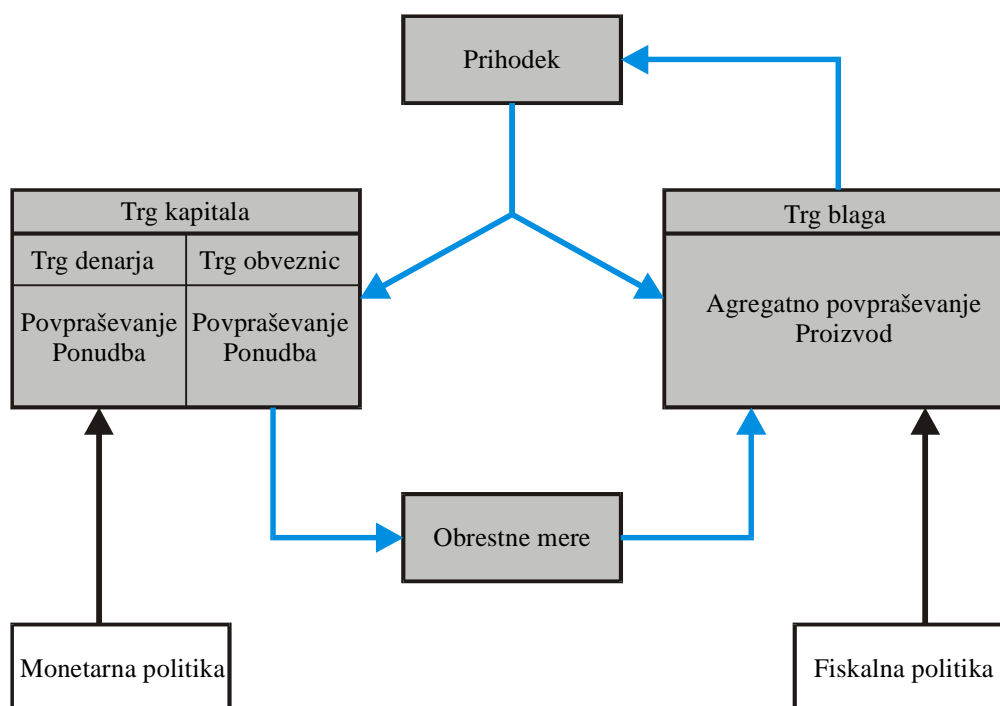 Prihodek
Trg kapitala
Trg denarja
Trg obveznic
Povpraševanje
Ponudba
Povpraševanje
Ponudba
Trg blaga
Agregatno povpraševanje
Proizvod
Obrestne mere
Monetarna politika
Fiskalna politika